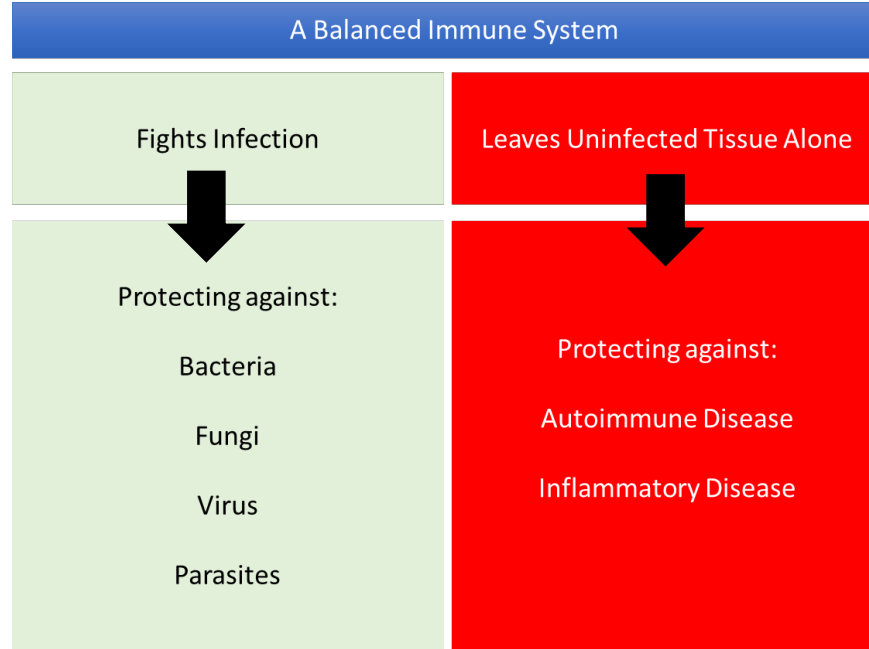 A Balanced Immune System
Fights Infection
Protecting against:
Bacteria
Fungi
Virus
Parasites
Leaves Uninfected Tissue Alone
Protecting against:
Autoimmune Disease
Inflammatory Disease